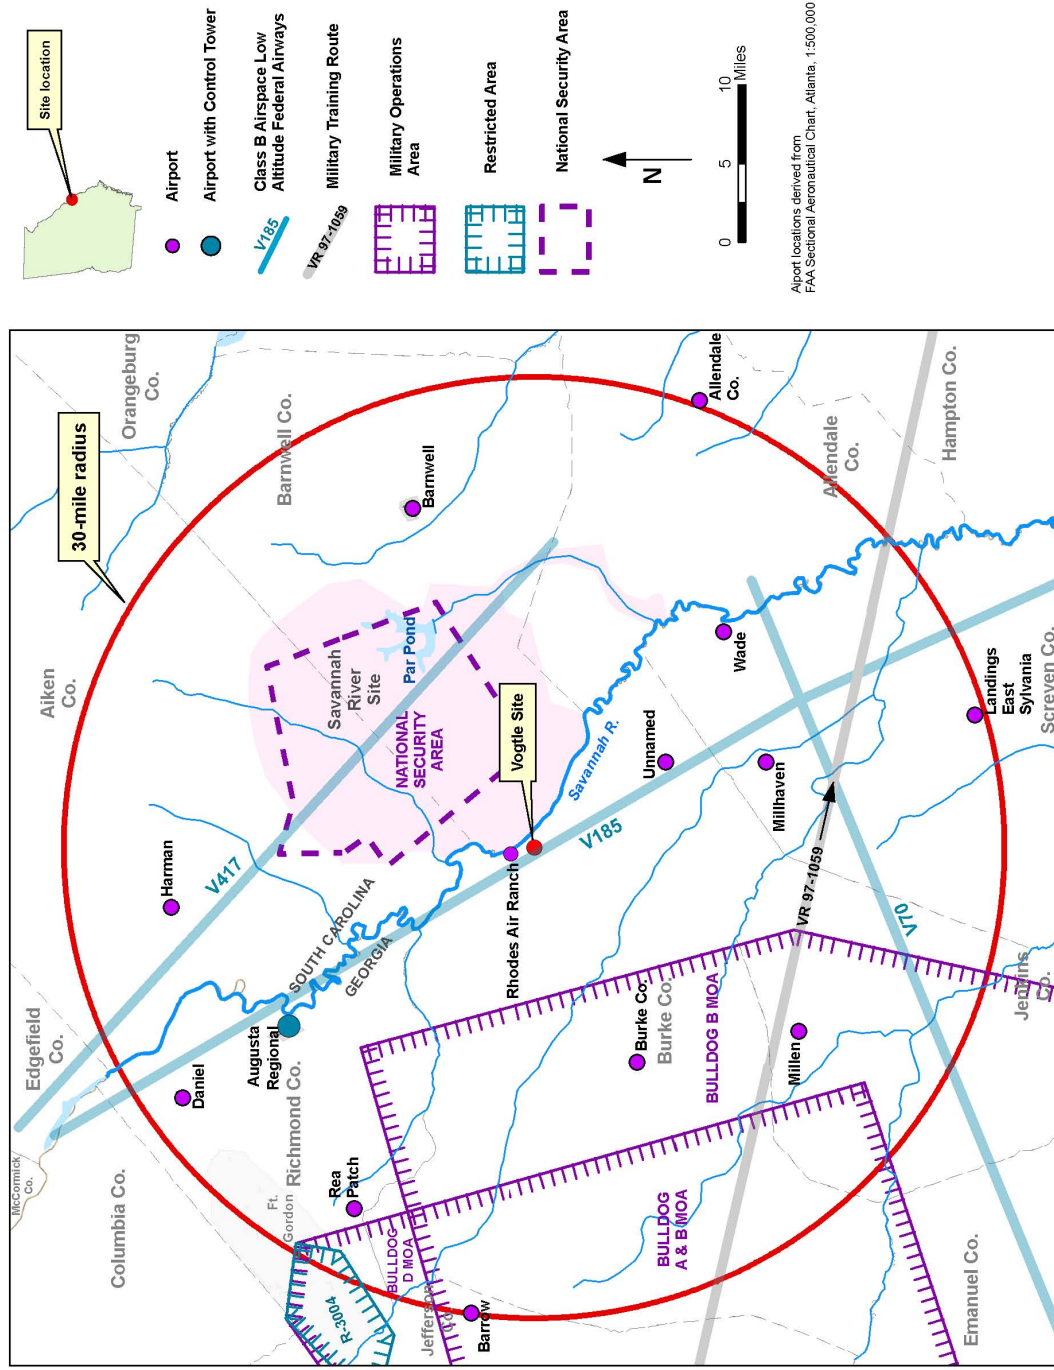 30-mile radius
Edgefield
Co.
Aiken
Co.
Orangeburg
Co.
McCormick
Co.
Columbia Co.
Barnwell Co.
Harman
Daniel
V417
Augusta
Regional
Richmond Co.
SOUTH CAROLINA
GEORGIA
Savannah
River
Site
Par Pond
NATIONAL
SECURITY
AREA
Barnwell
Ft.
Gordon
Rea
Patch
R-3004
BULLDOG
D MOA
Jefferson
Co.
Barrow
Rhodes Air Ranch
Vogtle Site
Savannah R.
V185
Unnamed
Burke Co.
Burke Co.
BULLDOG B MOA
BULLDOG
A & B MOA
Wade
Millhaven
Millen
VR 97-1059
V70
Allendale
Co.
Allendale
Co.
Hampton Co.
Landings
East
Sylvania
Screven Co.
Jenkins
Co.
Emanuel Co.
Site location
Airport
Airport with Control Tower
V185
Class B Airspace Low
Altitude Federal Airways
VR 97-1059
Military Training Route
Military Operations
Area
Restricted Area
National Security Area
N
0 5 10
Miles
Aiport locations derived from
FAA Sectional Aeronautical Chart, Atlanta, 1:500,000